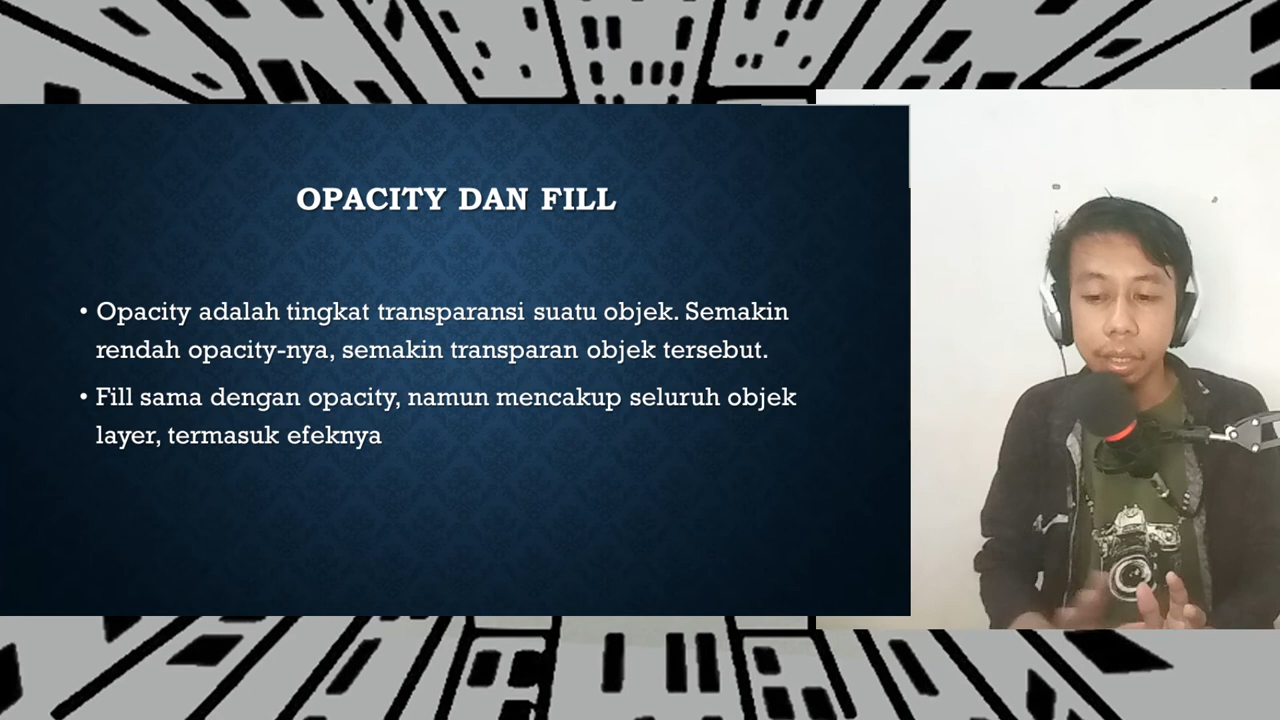 OPACITY DAN FILL
• Opacity adalah tingkat transparansi suatu objek. Semakin
rendah opacity-nya, semakin transparan objek tersebut.
• Fill sama dengan opacity, namun mencakup seluruh objek
layer, termasuk efeknya